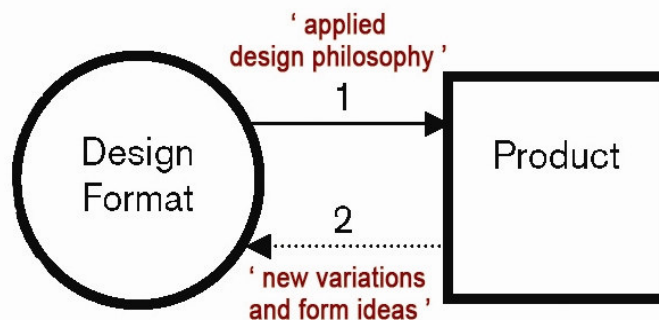 ‘ applied
design philosophy ’
1
Design
Format
Product
2
‘ new variations
and form ideas ’